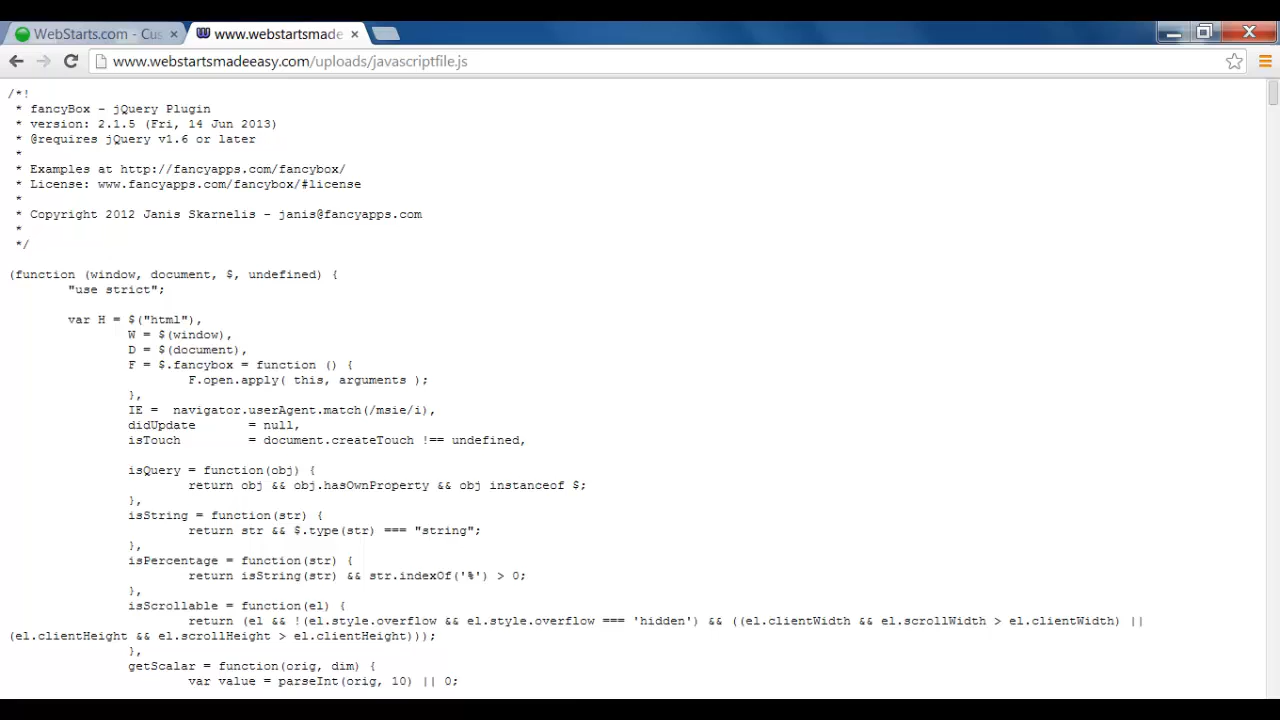 WebStarts.com - Cus
www.webstartsmade
www.webstartsmadeeasy.com/uploads/javascriptfile.js
/*!
 * fancyBox - jQuery Plugin
 * version: 2.1.5 (Fri, 14 Jun 2013)
 * @requires jQuery v1.6 or later
 *
 * Examples at http://fancyapps.com/fancybox/
 * License: www.fancyapps.com/fancybox/#license
 *
 * Copyright 2012 Janis Skarnelis - janis@fancyapps.com
 *
 */
(function (window, document, $, undefined) {
"use strict";
var H = $("html"),
W = $(window),
D = $(document),
F = $.fancybox = function () {
F.open.apply( this, arguments );
},
IE =  navigator.userAgent.match(/msie/i),
didUpdate = null,
isTouch = document.createTouch !== undefined,
isQuery = function(obj) {
return obj && obj.hasOwnProperty && obj instanceof $;
},
isString = function(str) {
return str && $.type(str) === "string";
},
isPercentage = function(str) {
return isString(str) && str.indexOf('%') > 0;
},
isScrollable = function(el) {
return (el && !(el.style.overflow && el.style.overflow === 'hidden') && ((el.clientWidth && el.scrollWidth > el.clientWidth) ||
(el.clientHeight && el.scrollHeight > el.clientHeight)));
},
getScalar = function(orig, dim) {
var value = parseInt(orig, 10) || 0;